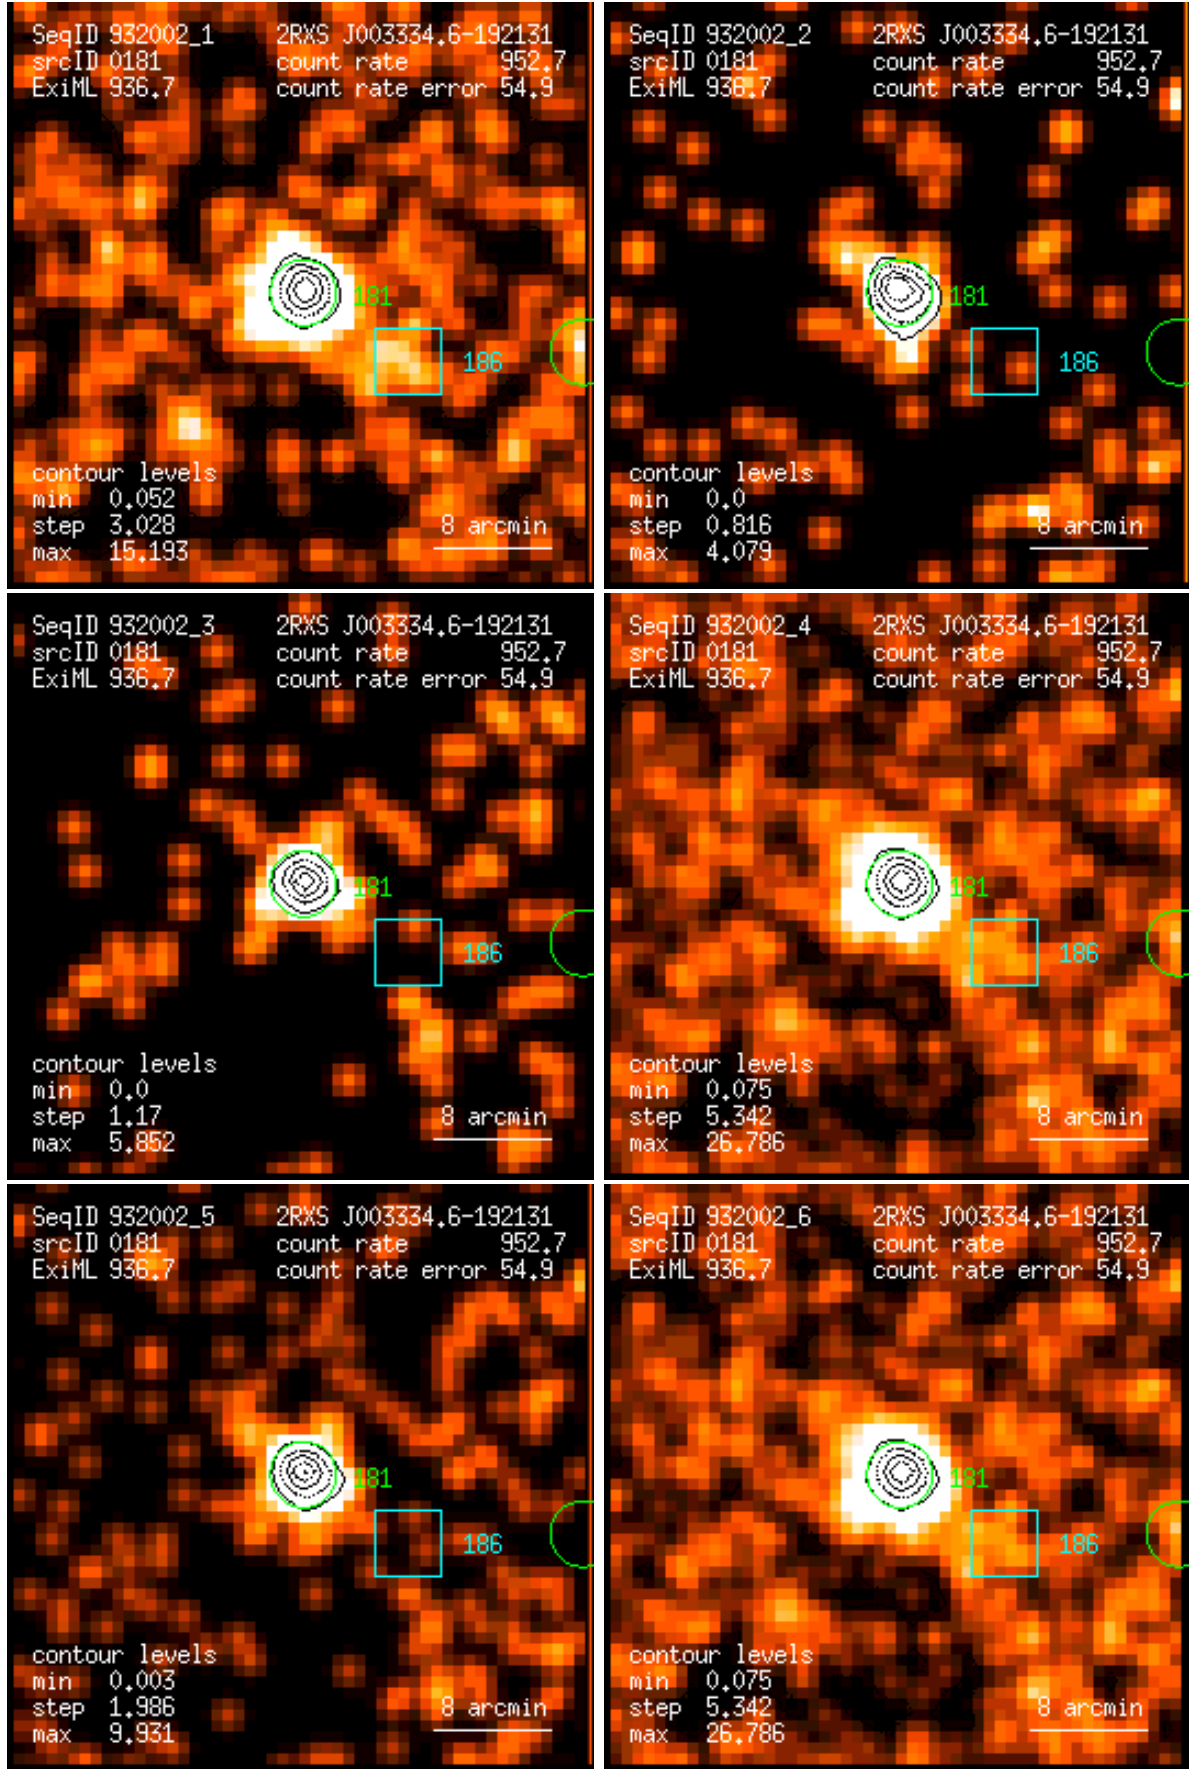 SeqID 932002_1 2RXS J003334.6-192131
srcID 0181 count rate 952.7
ExiML 936.7 count rate error 54.9
181
186
contour levels
min 0.052
step 3.028 8 arcmin
max 15.193
SeqID 932002_2 2RXS J003334.6-192131
srcID 0181 count rate 952.7
ExiML 936.7 count rate error 54.9
181
186
contour levels
min 0.0
step 0.816 8 arcmin
max 4.079
SeqID 932002_3 2RXS J003334.6-192131
srcID 0181 count rate 952.7
ExiML 936.7 count rate error 54.9
181
186
contour levels
min 0.0
step 1.17 8 arcmin
max 5.852
SeqID 932002_4 2RXS J003334.6-192131
srcID 0181 count rate 952.7
ExiML 936.7 count rate error 54.9
181
186
contour levels
min 0.075
step 5.342 8 arcmin
max 26.786
SeqID 932002_5 2RXS J003334.6-192131
srcID 0181 count rate 952.7
ExiML 936.7 count rate error 54.9
181
186
contour levels
min 0.003
step 1.986 8 arcmin
max 9.931
SeqID 932002_6 2RXS J003334.6-192131
srcID 0181 count rate 952.7
ExiML 936.7 count rate error 54.9
181
186
contour levels
min 0.075
step 5.342 8 arcmin
max 26.786